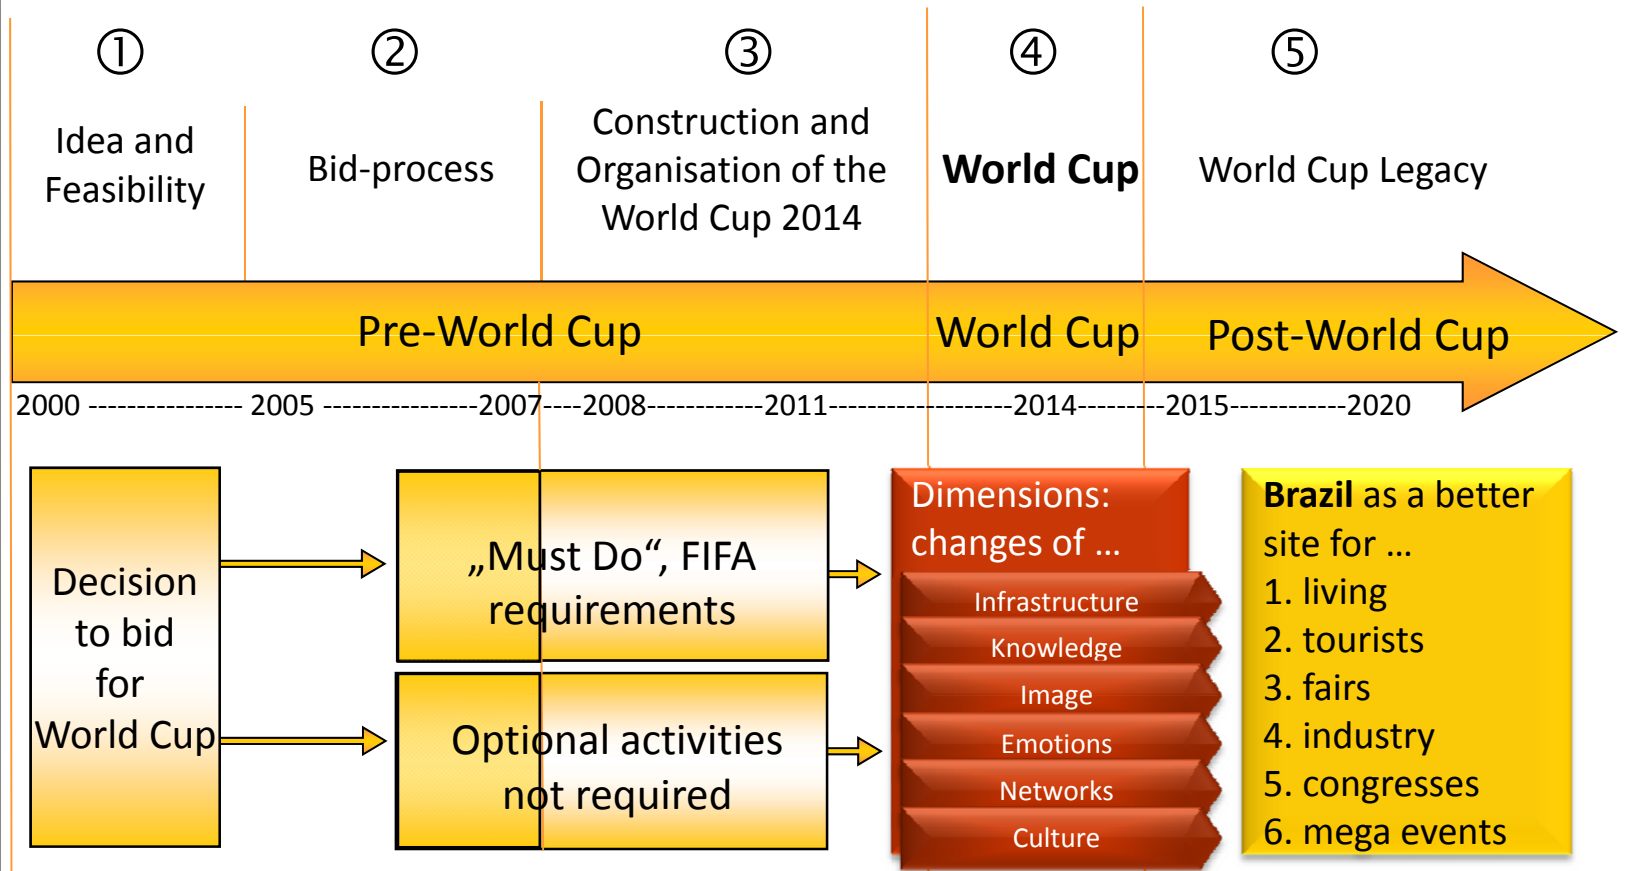 ① ② ③ ④ ⑤
Idea and
Feasibility
Bid-process
Construction and
Organisation of the
World Cup 2014
World Cup
World Cup Legacy
Pre-World Cup World Cup Post-World Cup
2000 ---------------- 2005 ----------------2007----2008------------2011-------------------2014---------2015------------2020
Decision
to bid
for
World Cup
„Must Do“, FIFA
requirements
Optional activities
not required
Dimensions:
changes of ...
Infrastructure
Knowledge
Image
Emotions
Networks
Culture
Brazil as a better
site for ...
1. living
2. tourists
3. fairs
4. industry
5. congresses
6. mega events